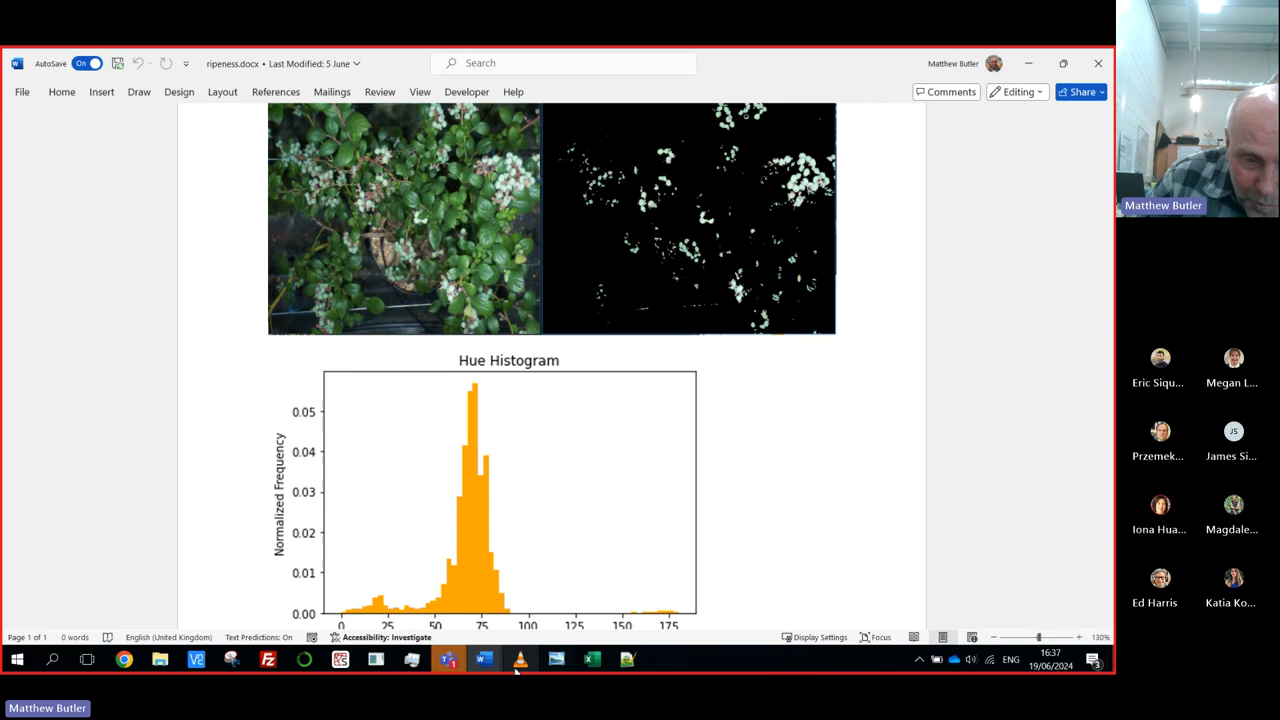 AutoSave On
ripeness.docx • Last Modified: 5 June
Search
Matthew Butler
File Home Insert Draw Design Layout References Mailings Review View Developer Help
Comments Editing Share
Hue Histogram
Normalized Frequency
0.05
0.04
0.03
0.02
0.01
0.00
0 25 50 75 100 125 150 175
Page 1 of 1 0 words English (United Kingdom) Text Predictions: On Accessibility: Investigate Display Settings Focus 130%
ENG
16:37
19/06/2024
3
1
Matthew Butler
Eric Siqu... Megan L...
JS
Przemek... James Si...
Iona Hua... Magdale...
Ed Harris Katia Ko...
Matthew Butler